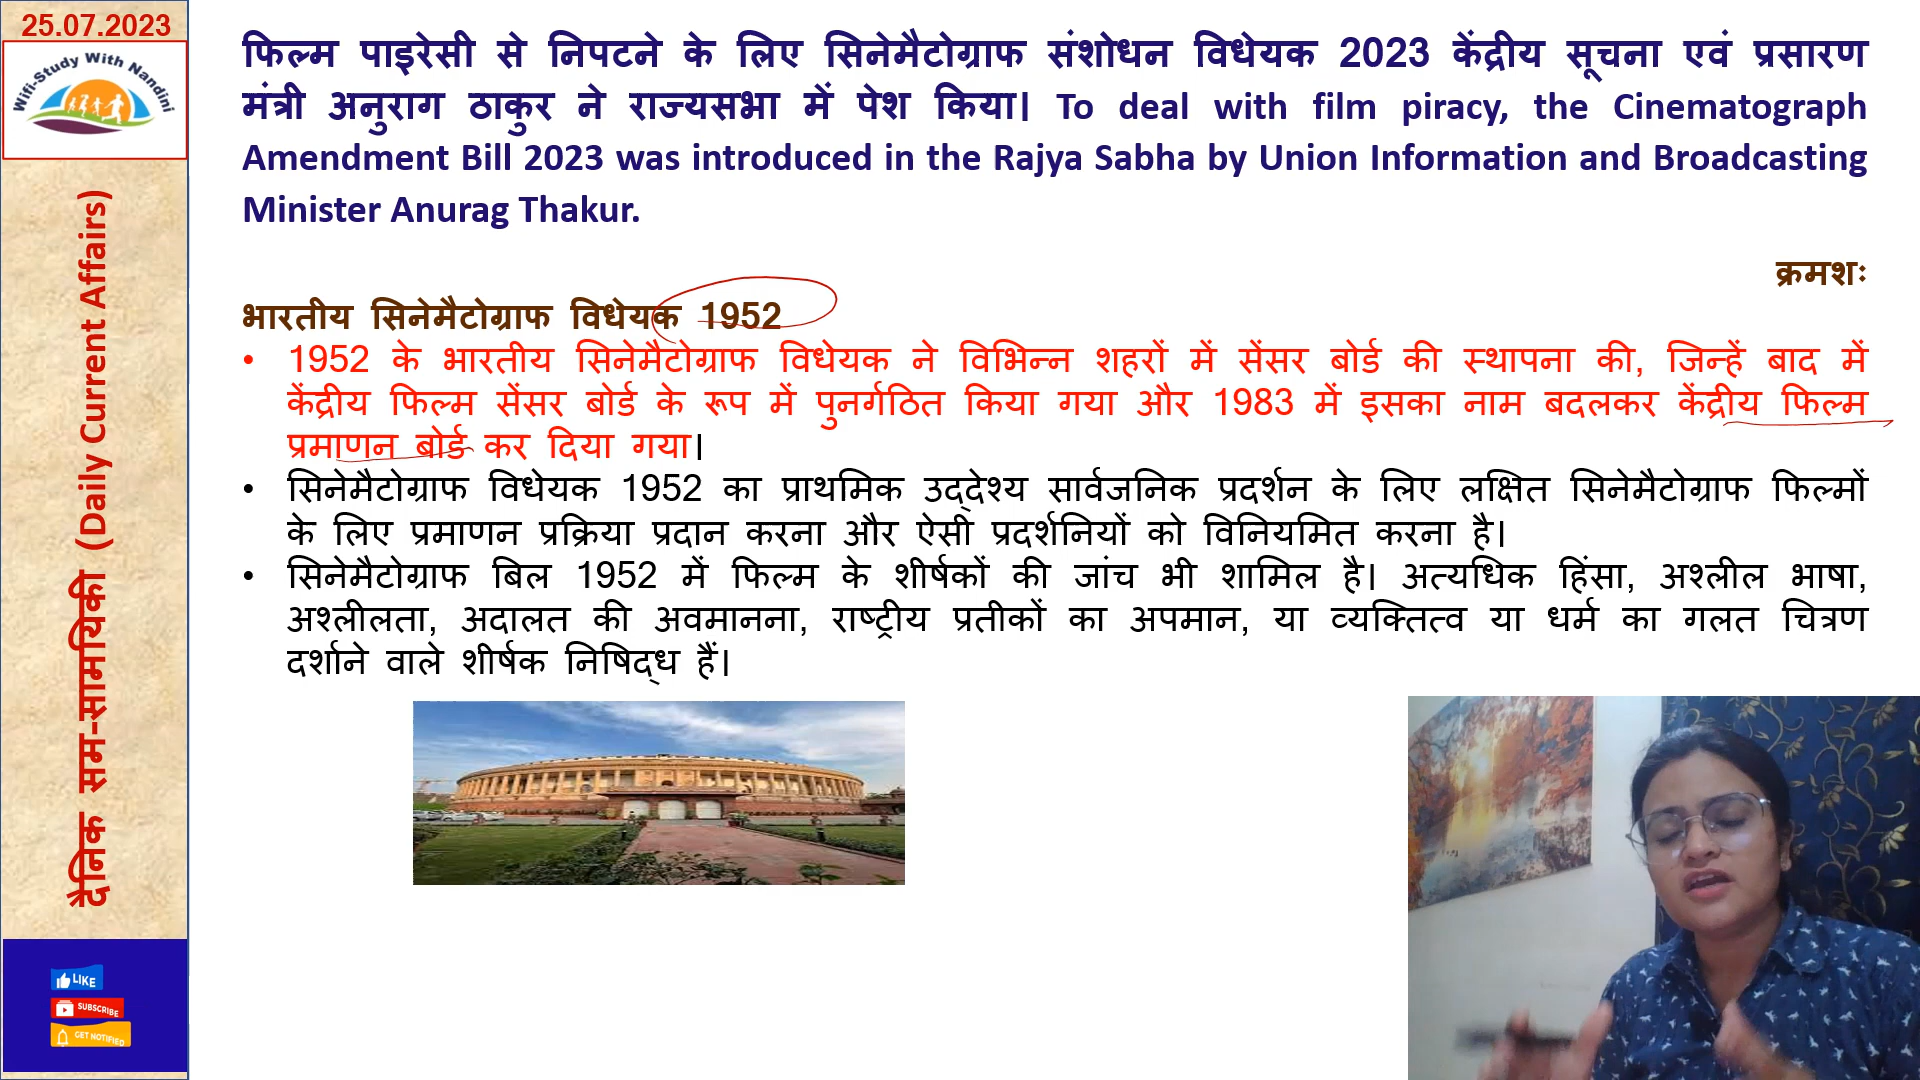 25.07.2023
Wifi-Study With Nandini
दैनिक सम-सामयिकी (Daily Current Affairs)
LIKE
SUBSCRIBE
GET NOTIFIED
फिल्म पाइरेसी से निपटने के लिए सिनेमैटोग्राफ संशोधन विधेयक 2023 केंद्रीय सूचना एवं प्रसारण
मंत्री अनुराग ठाकुर ने राज्यसभा में पेश किया। To deal with film piracy, the Cinematograph
Amendment Bill 2023 was introduced in the Rajya Sabha by Union Information and Broadcasting
Minister Anurag Thakur.
क्रमशः
भारतीय सिनेमैटोग्राफ विधेयक 1952
• 1952 के भारतीय सिनेमैटोग्राफ विधेयक ने विभिन्न शहरों में सेंसर बोर्ड की स्थापना की, जिन्हें बाद में
केंद्रीय फिल्म सेंसर बोर्ड के रूप में पुनर्गठित किया गया और 1983 में इसका नाम बदलकर केंद्रीय फिल्म
प्रमाणन बोर्ड कर दिया गया।
• सिनेमैटोग्राफ विधेयक 1952 का प्राथमिक उद्देश्य सार्वजनिक प्रदर्शन के लिए लक्षित सिनेमैटोग्राफ फिल्मों
के लिए प्रमाणन प्रक्रिया प्रदान करना और ऐसी प्रदर्शनियों को विनियमित करना है।
• सिनेमैटोग्राफ बिल 1952 में फिल्म के शीर्षकों की जांच भी शामिल है। अत्यधिक हिंसा, अश्लील भाषा,
अश्लीलता, अदालत की अवमानना, राष्ट्रीय प्रतीकों का अपमान, या व्यक्तित्व या धर्म का गलत चित्रण
दर्शाने वाले शीर्षक निषिद्ध हैं।